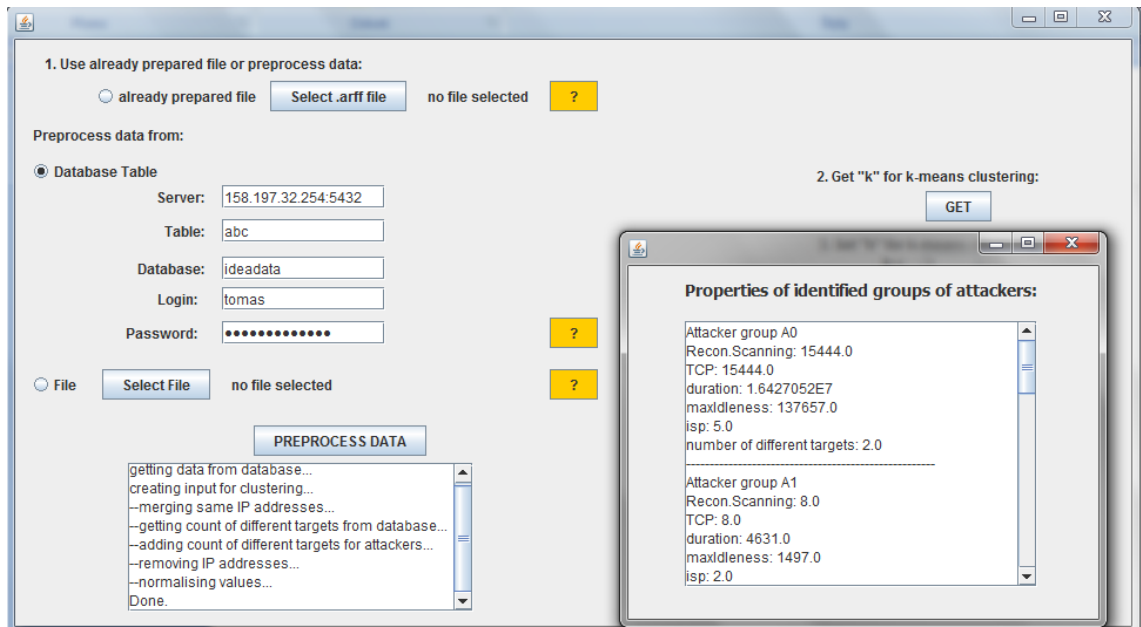 1. Use already prepared file or preprocess data:
already prepared file Select .arff file no file selected ?
Preprocess data from:
Database Table
Server: 158.197.32.254:5432
Table: abc
Database: ideadata
Login: tomas
Password: ●●●●●●●●●●●●● ?
File Select File no file selected ?
PREPROCESS DATA
getting data from database...
creating input for clustering...
--merging same IP addresses...
--getting count of different targets from database...
--adding count of different targets for attackers...
--removing IP addresses...
--normalising values...
Done.
2. Get "k" for k-means clustering:
GET
Properties of identified groups of attackers:
Attacker group A0
Recon.Scanning: 15444.0
TCP: 15444.0
duration: 1.6427052E7
maxIdleness: 137657.0
isp: 5.0
number of different targets: 2.0
------------------------------------------------------
Attacker group A1
Recon.Scanning: 8.0
TCP: 8.0
duration: 4631.0
maxIdleness: 1497.0
isp: 2.0